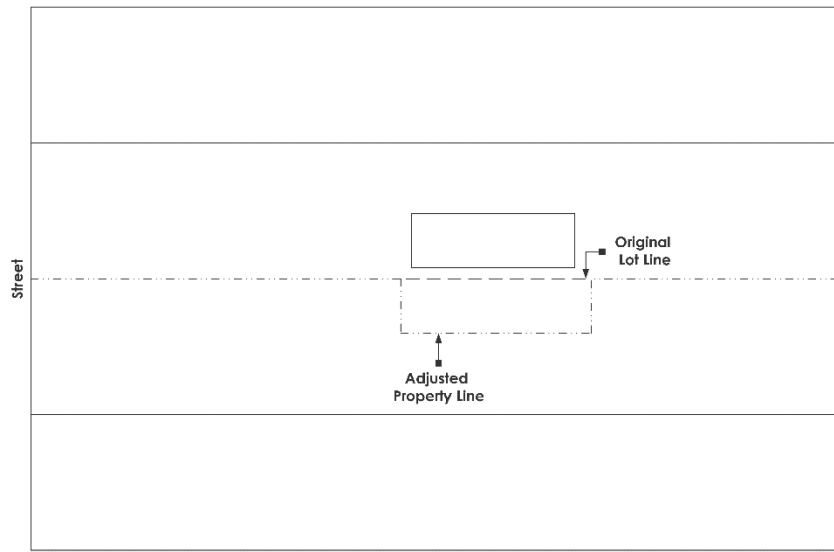 Street
Original
Lot Line
Adjusted
Property Line